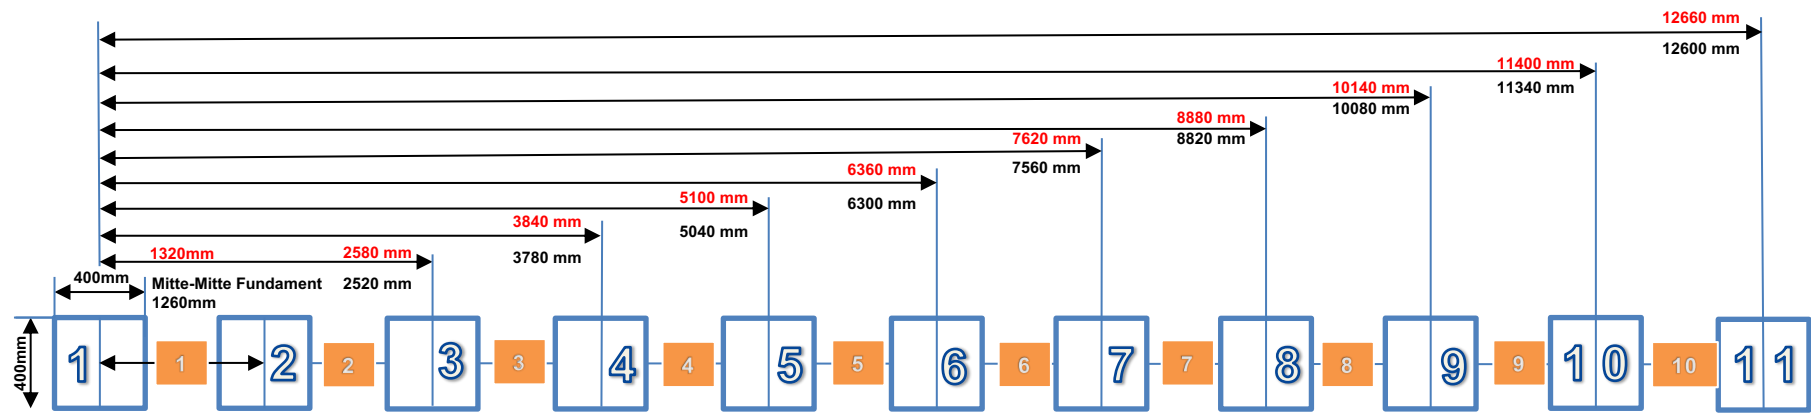 12660 mm
12600 mm
11400 mm
11340 mm
10140 mm
10080 mm
8880 mm
8820 mm
7620 mm
7560 mm
6360 mm
6300 mm
5100 mm
5040 mm
3840 mm
3780 mm
1320mm 2580 mm
400mm Mitte-Mitte Fundament 2520 mm
1260mm
400mm
1 1 2 2 3 3 4 4 5 5 6 6 7 7 8 8 9 9 10 10 11